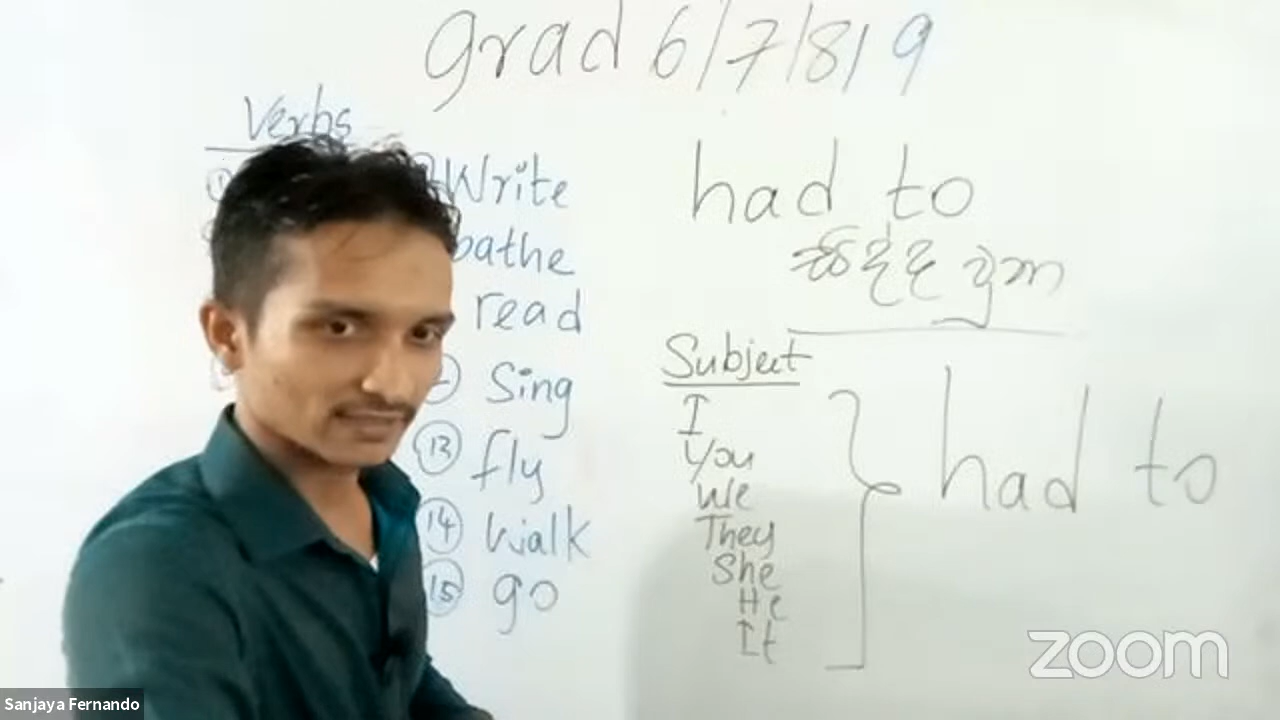 grad 6/7/8/9
Verbs
①
Write
bathe
read
Sing
⑬ fly
⑭ Walk
⑮ go
had to
සිද්ද වුනා
Subject
I
You
We
They
She
He
It
had to
zoom
Sanjaya Fernando